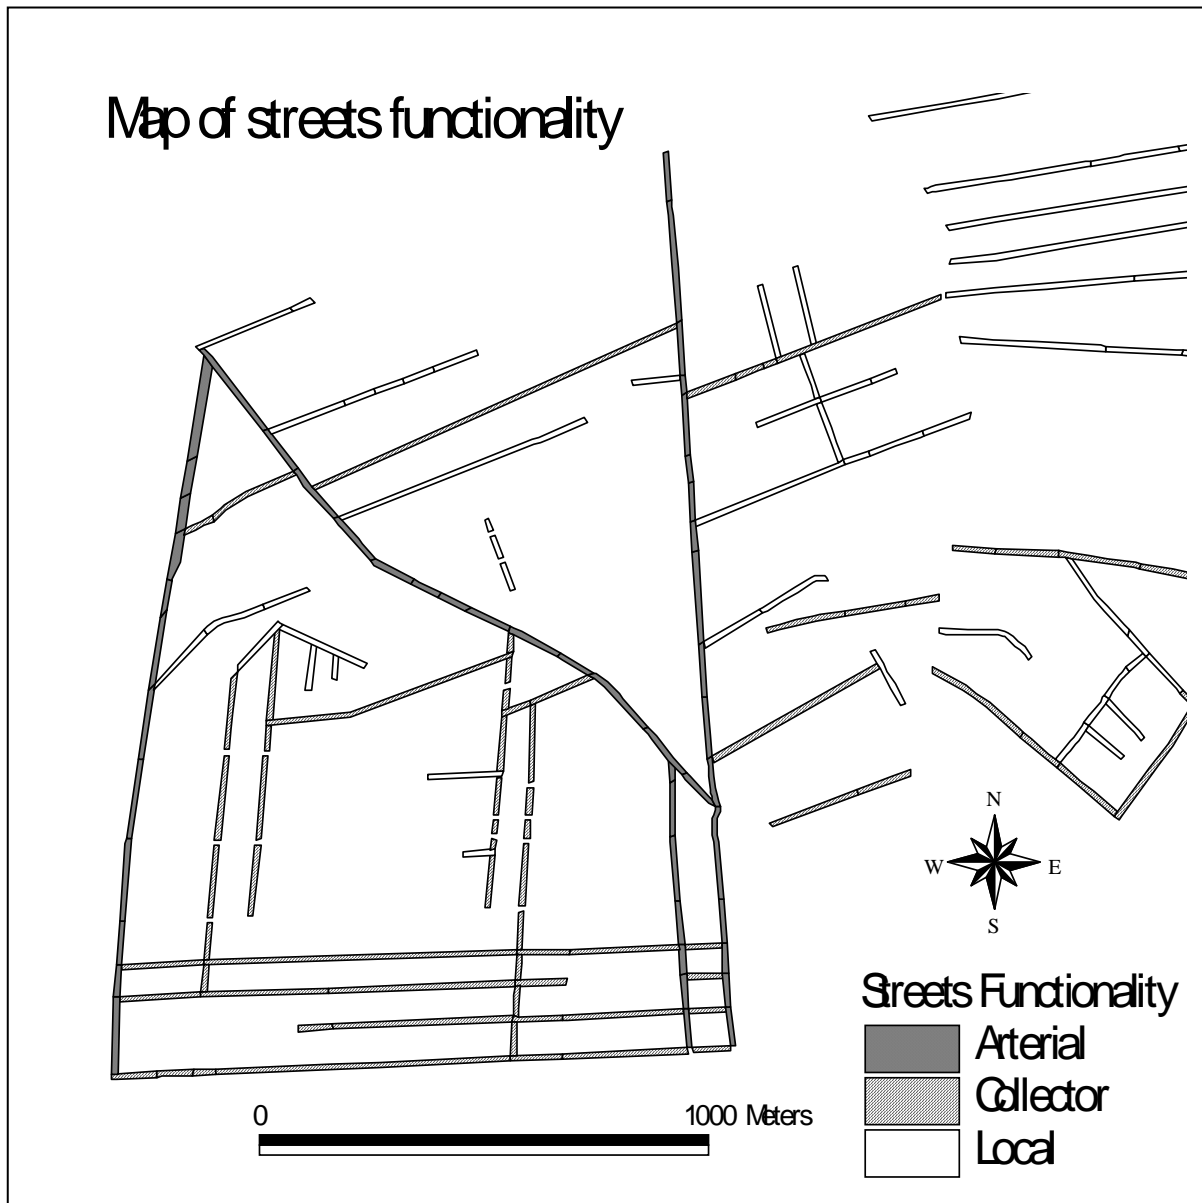 Map of streets functionality
N
W E
S
Streets Functionality
Arterial
Collector
Local
0 1000 Meters